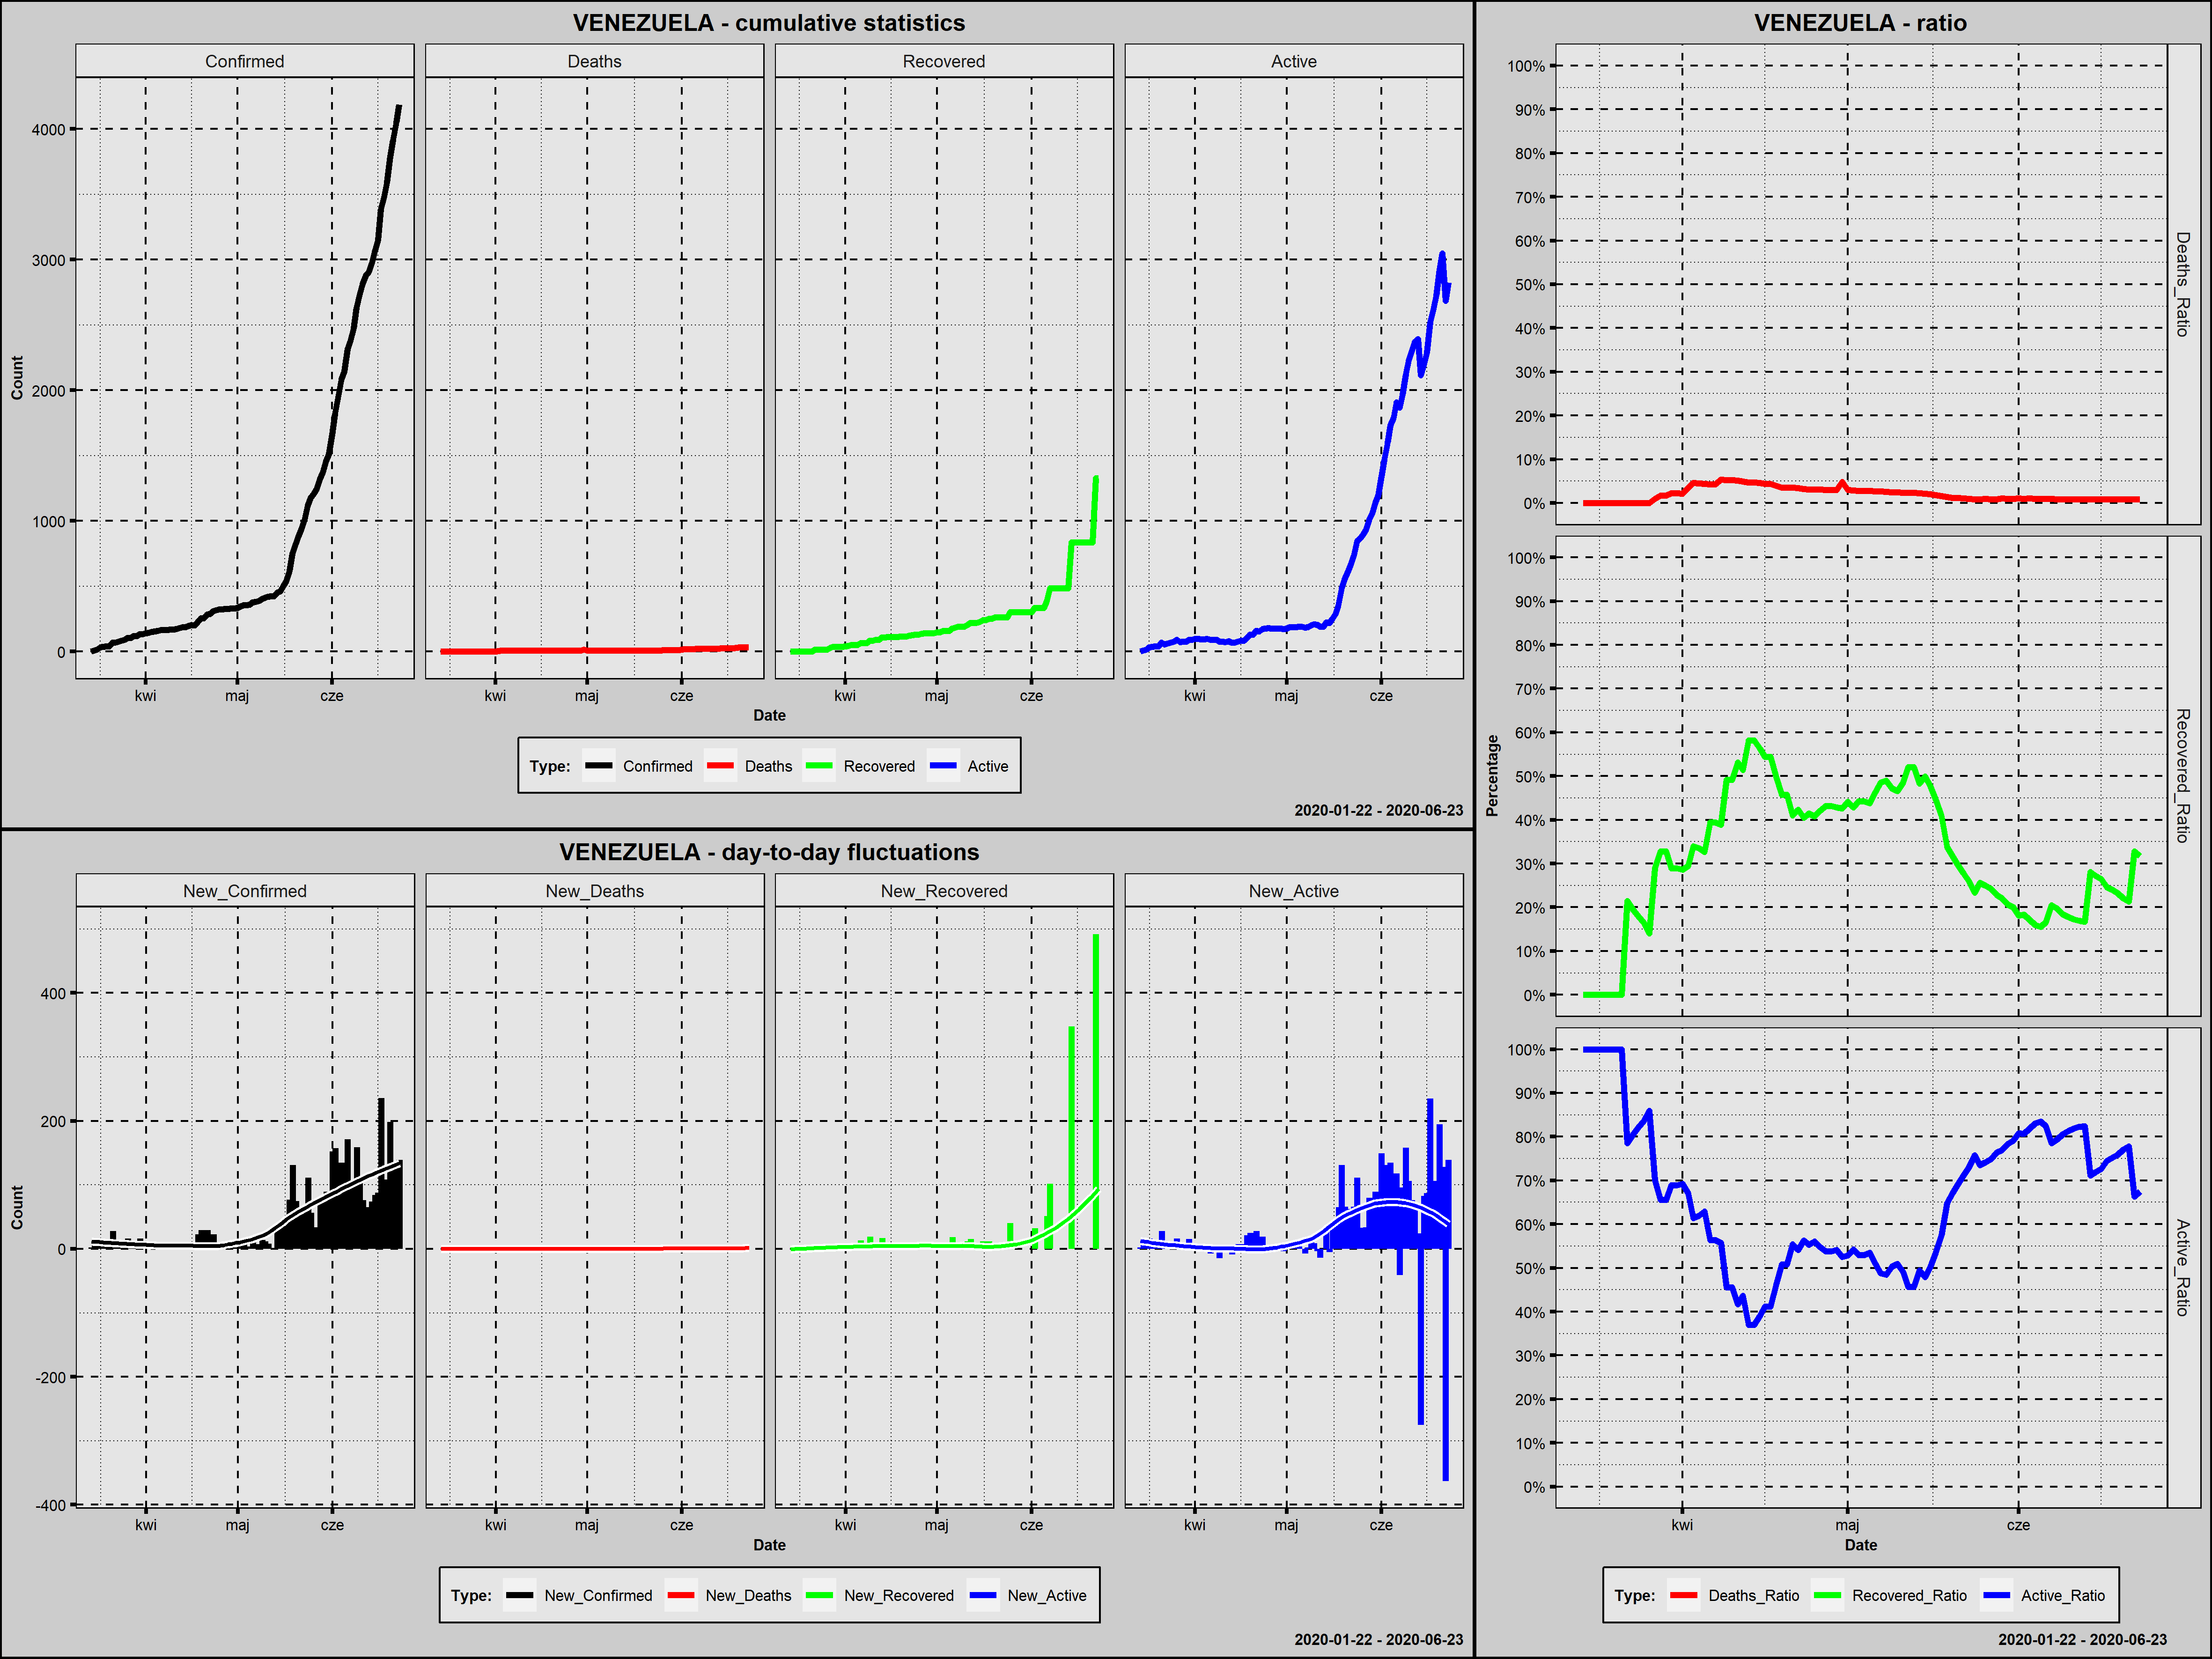 VENEZUELA - cumulative statistics
Confirmed Deaths Recovered Active
Count
4000
3000
2000
1000
0
kwi maj cze kwi maj cze kwi maj cze kwi maj cze
Date
Type: Confirmed Deaths Recovered Active
2020-01-22 - 2020-06-23
VENEZUELA - day-to-day fluctuations
New_Confirmed New_Deaths New_Recovered New_Active
Count
400
200
0
-200
-400
kwi maj cze kwi maj cze kwi maj cze kwi maj cze
Date
Type: New_Confirmed New_Deaths New_Recovered New_Active
2020-01-22 - 2020-06-23
VENEZUELA - ratio
Percentage
100%
90%
80%
70%
60%
50%
40%
30%
20%
10%
0%
Deaths_Ratio
100%
90%
80%
70%
60%
50%
40%
30%
20%
10%
0%
Recovered_Ratio
100%
90%
80%
70%
60%
50%
40%
30%
20%
10%
0%
Active_Ratio
kwi maj cze
Date
Type: Deaths_Ratio Recovered_Ratio Active_Ratio
2020-01-22 - 2020-06-23